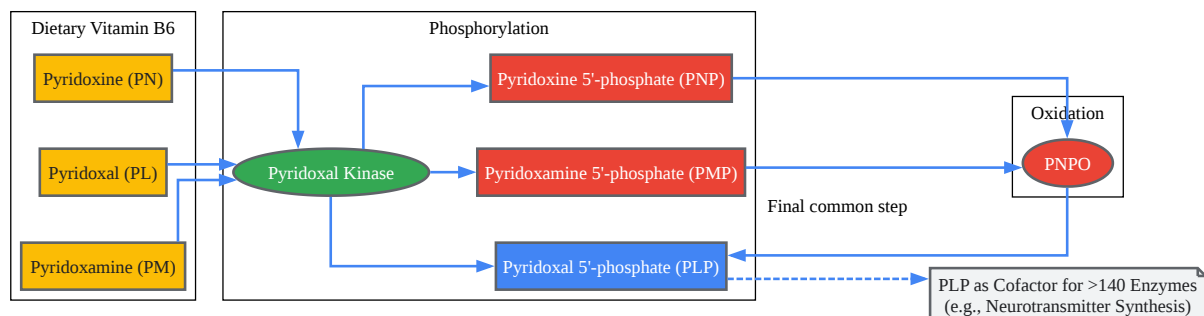 Dietary Vitamin B6
Pyridoxine (PN)
Pyridoxal (PL)
Pyridoxamine (PM)
Phosphorylation
Pyridoxal Kinase
Pyridoxine 5'-phosphate (PNP)
Pyridoxamine 5'-phosphate (PMP)
Pyridoxal 5'-phosphate (PLP)
Final common step
Oxidation
PNPO
PLP as Cofactor for >140 Enzymes
(e.g., Neurotransmitter Synthesis)